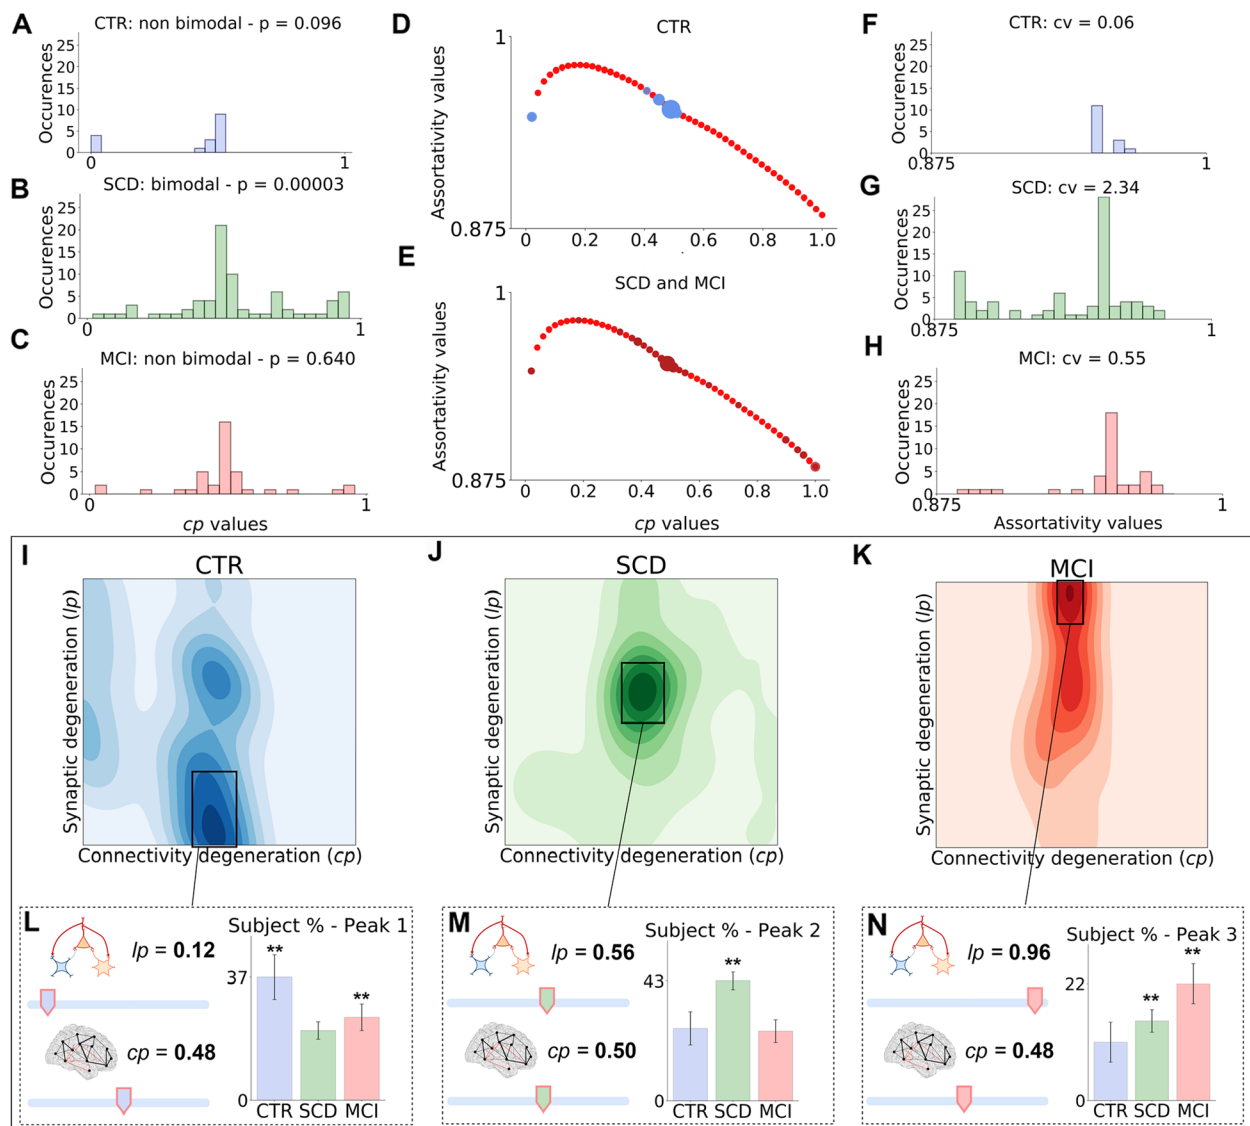 A
CTR: non bimodal - p = 0.096
Occurences
25
20
15
10
5
0
0
1
B
SCD: bimodal - p = 0.00003
Occurences
25
20
15
10
5
0
0
1
C
MCI: non bimodal - p = 0.640
Occurences
25
20
15
10
5
0
0
1
cp values
D
CTR
Assortativity values
1
0.875
0
0.2
0.4
0.6
0.8
1.0
E
SCD and MCI
Assortativity values
1
0.875
0
0.2
0.4
0.6
0.8
1.0
cp values
F
CTR: cv = 0.06
Occurences
25
20
15
10
5
0
0.875
1
G
SCD: cv = 2.34
Occurences
25
20
15
10
5
0
0.875
1
H
MCI: cv = 0.55
Occurences
25
20
15
10
5
0
0.875
1
Assortativity values
I
CTR
Synaptic degeneration (lp)
Connectivity degeneration (cp)
J
SCD
Synaptic degeneration (lp)
Connectivity degeneration (cp)
K
MCI
Synaptic degeneration (lp)
Connectivity degeneration (cp)
L
lp = 0.12
cp = 0.48
Subject % - Peak 1
37
0
**
**
CTR SCD MCI
M
lp = 0.56
cp = 0.50
Subject % - Peak 2
43
0
**
CTR SCD MCI
N
lp = 0.96
cp = 0.48
Subject % - Peak 3
22
0
**
**
CTR SCD MCI